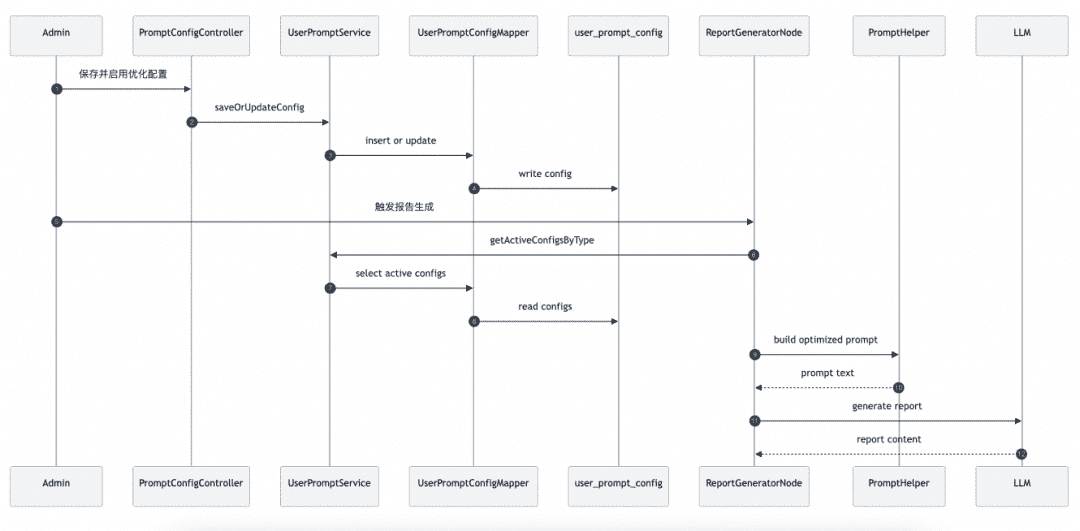 Admin
PromptConfigController
UserPromptService
UserPromptConfigMapper
user_prompt_config
ReportGeneratorNode
PromptHelper
LLM
保存并启用优化配置
1
saveOrUpdateConfig
2
insert or update
3
write config
4
触发报告生成
5
getActiveConfigsByType
6
select active configs
7
read configs
8
build optimized prompt
9
prompt text
10
generate report
11
report content
12
Admin
PromptConfigController
UserPromptService
UserPromptConfigMapper
user_prompt_config
ReportGeneratorNode
PromptHelper
LLM